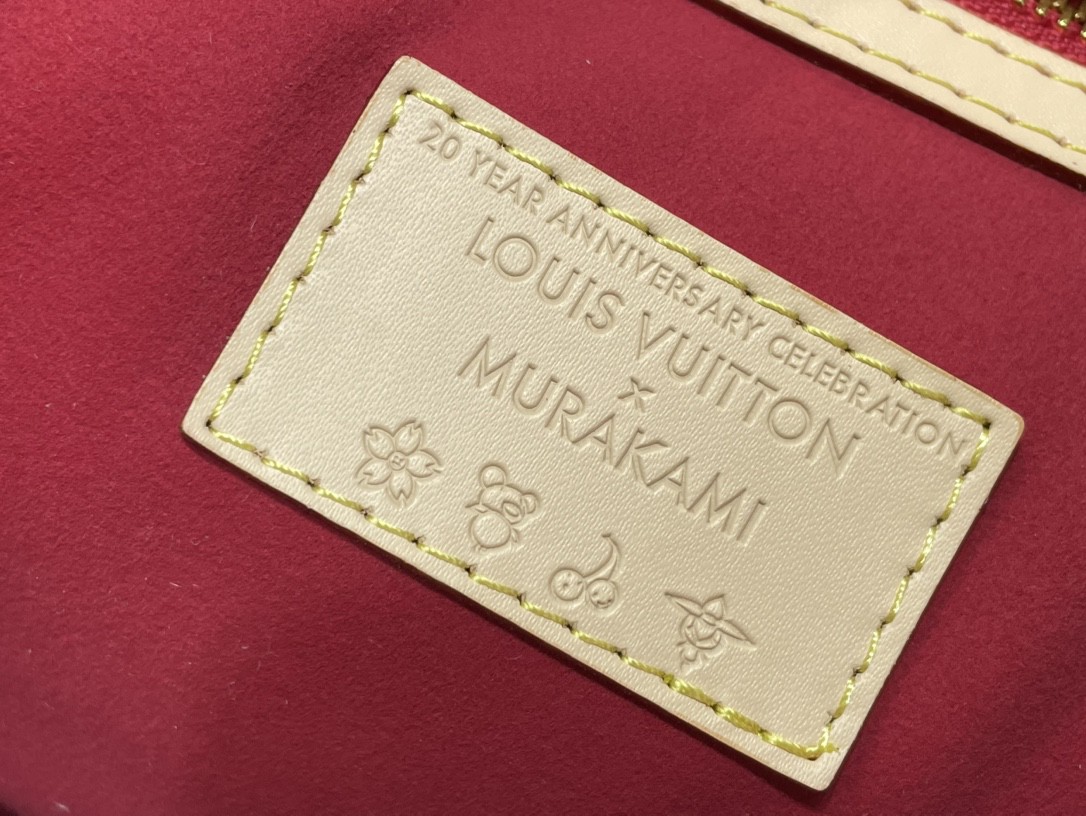 20 YEAR ANNIVERSARY CELEBRATION
LOUIS VUITTON
×
MURAKAMI